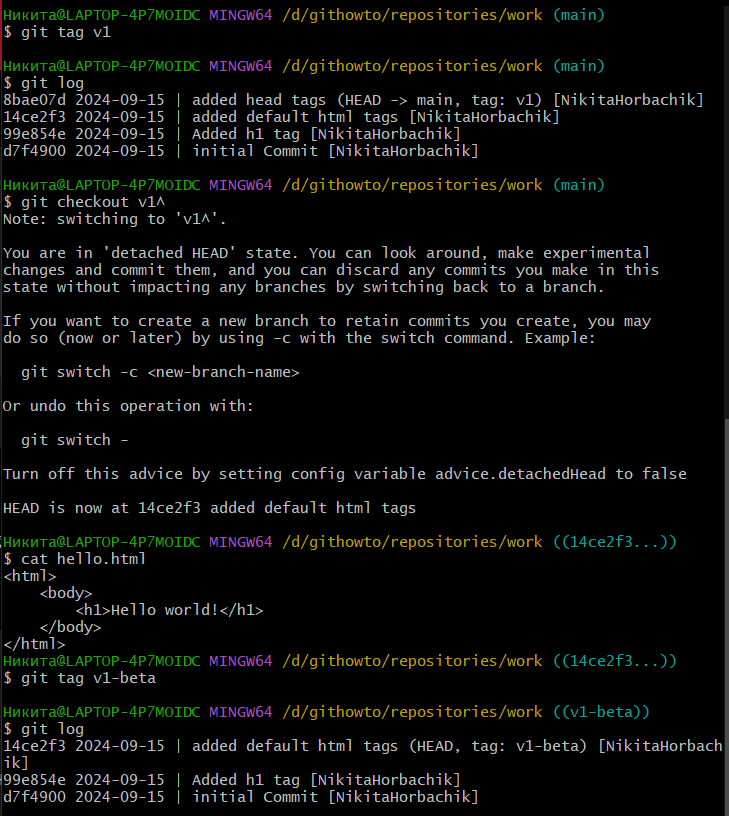 Никита@LAPTOP-4P7MOIDC MINGW64 /d/githowto/repositories/work (main)
$ git tag v1

Никита@LAPTOP-4P7MOIDC MINGW64 /d/githowto/repositories/work (main)
$ git log
8bae07d 2024-09-15 | added head tags (HEAD -> main, tag: v1) [NikitaHorbachik]
14ce2f3 2024-09-15 | added default html tags [NikitaHorbachik]
99e854e 2024-09-15 | Added h1 tag [NikitaHorbachik]
d7f4900 2024-09-15 | initial Commit [NikitaHorbachik]

Никита@LAPTOP-4P7MOIDC MINGW64 /d/githowto/repositories/work (main)
$ git checkout v1^
Note: switching to 'v1^'.

You are in 'detached HEAD' state. You can look around, make experimental
changes and commit them, and you can discard any commits you make in this
state without impacting any branches by switching back to a branch.

If you want to create a new branch to retain commits you create, you may
do so (now or later) by using -c with the switch command. Example:

  git switch -c <new-branch-name>

Or undo this operation with:

  git switch -

Turn off this advice by setting config variable advice.detachedHead to false

HEAD is now at 14ce2f3 added default html tags

Никита@LAPTOP-4P7MOIDC MINGW64 /d/githowto/repositories/work ((14ce2f3...))
$ cat hello.html
<html>
    <body>
        <h1>Hello world!</h1>
    </body>
</html>
Никита@LAPTOP-4P7MOIDC MINGW64 /d/githowto/repositories/work ((14ce2f3...))
$ git tag v1-beta

Никита@LAPTOP-4P7MOIDC MINGW64 /d/githowto/repositories/work ((v1-beta))
$ git log
14ce2f3 2024-09-15 | added default html tags (HEAD, tag: v1-beta) [NikitaHorbach
ik]
99e854e 2024-09-15 | Added h1 tag [NikitaHorbachik]
d7f4900 2024-09-15 | initial Commit [NikitaHorbachik]